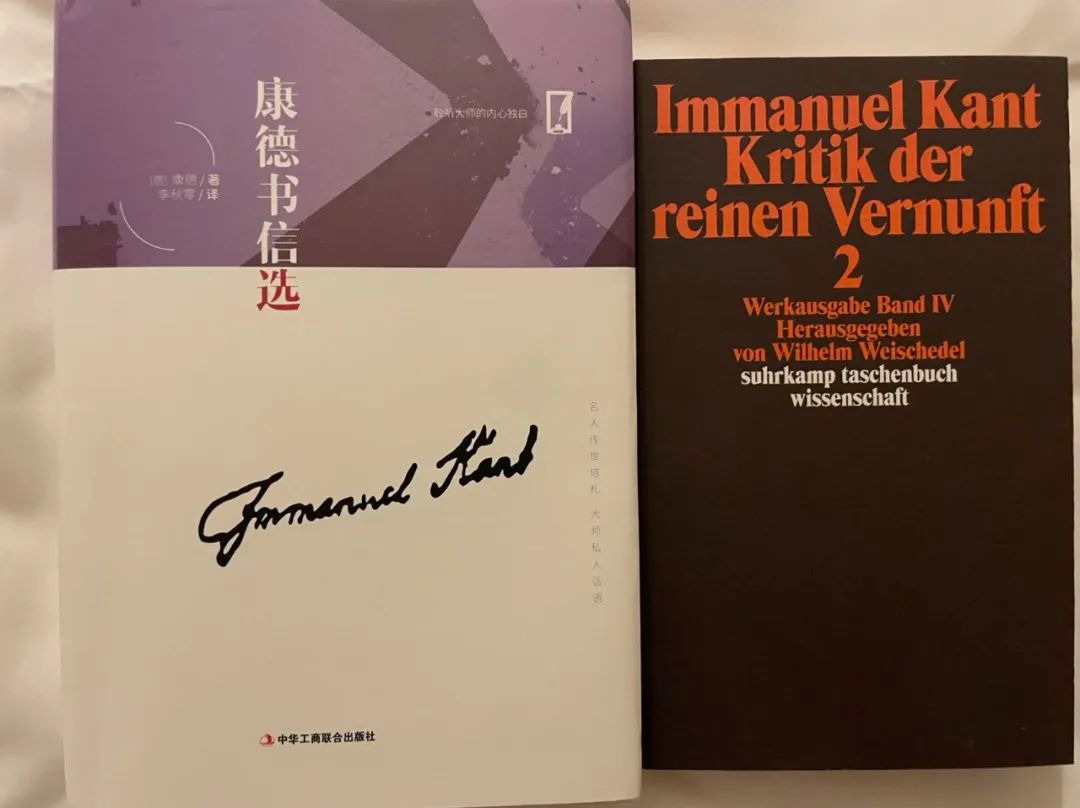 康德书信选
聆听大师的内心独白
[德] 康德 / 著
李秋零 / 译
Immanuel Kant
名人传世信札 大师私人话语
中华工商联合出版社
Immanuel Kant
Kritik der
reinen Vernunft
2
Werkausgabe Band IV
Herausgegeben
von Wilhelm Weischedel
suhrkamp taschenbuch
wissenschaft